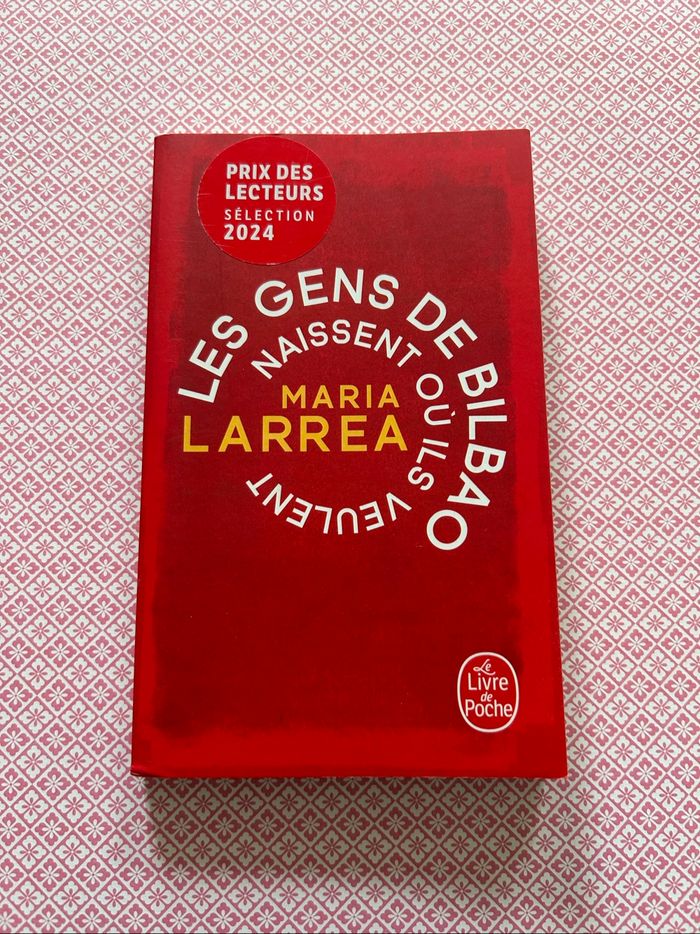 PRIX DES
LECTEURS
SÉLECTION
2024
LES GENS DE BILBAO
NAISSENT OÙ ILS VEULENT
MARIA
LARREA
Le
Livre
de
Poche